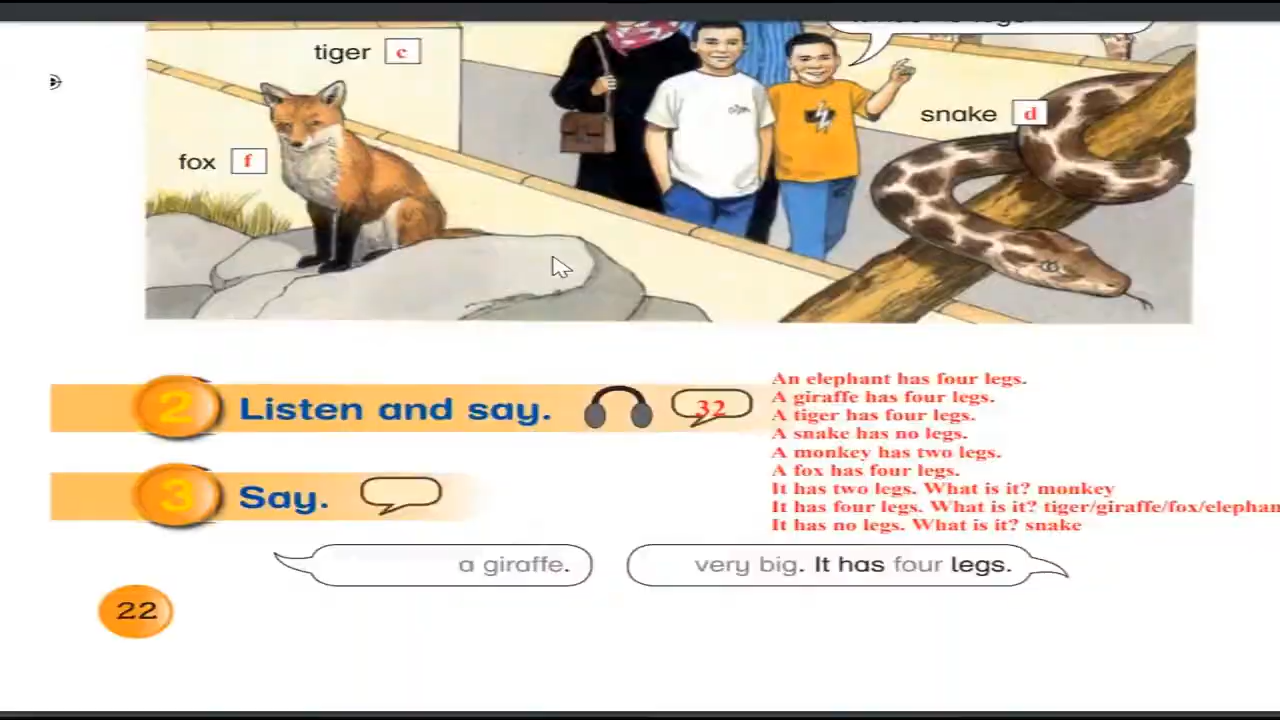 tiger c
snake d
fox f
2 Listen and say. 32
An elephant has four legs.
A giraffe has four legs.
A tiger has four legs.
A snake has no legs.
A monkey has two legs.
A fox has four legs.
It has two legs. What is it? monkey
It has four legs. What is it? tiger/giraffe/fox/elephan
It has no legs. What is it? snake
3 Say.
a giraffe.
very big. It has four legs.
22